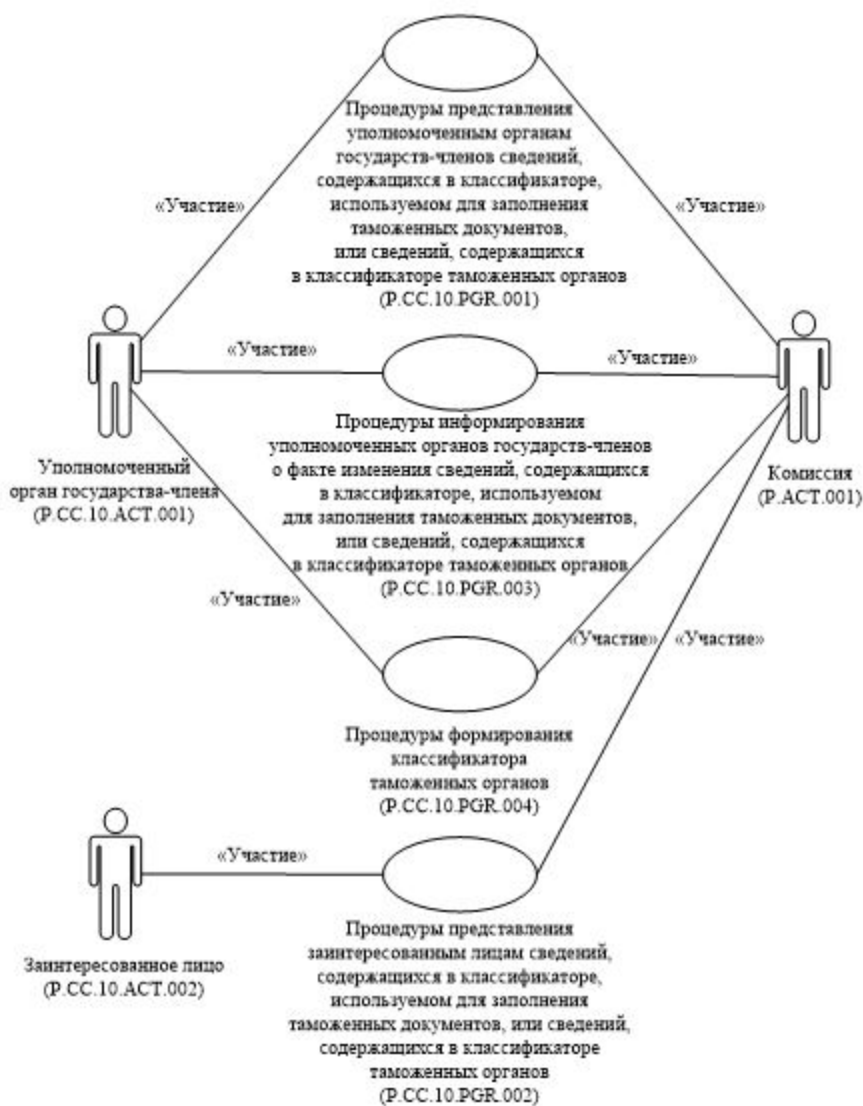 Процедуры представления
уполномоченным органам
государств-членов сведений,
содержащихся в классификаторе,
используемом для заполнения
таможенных документов,
или сведений, содержащихся
в классификаторе таможенных органов
(P.CC.10.PGR.001)
«Участие»
«Участие»
«Участие»
«Участие»
Уполномоченный
орган государства-члена
(P.CC.10.ACT.001)
Процедуры информирования
уполномоченных органов государств-членов
о факте изменения сведений, содержащихся
в классификаторе, используемом
для заполнения таможенных документов,
или сведений, содержащихся
в классификаторе таможенных органов
(P.CC.10.PGR.003)
Комиссия
(P.ACT.001)
«Участие»
«Участие»
«Участие»
Процедуры формирования
классификатора
таможенных органов
(P.CC.10.PGR.004)
«Участие»
Заинтересованное лицо
(P.CC.10.ACT.002)
Процедуры представления
заинтересованным лицам сведений,
содержащихся в классификаторе,
используемом для заполнения
таможенных документов, или сведений,
содержащихся в классификаторе
таможенных органов
(P.CC.10.PGR.002)